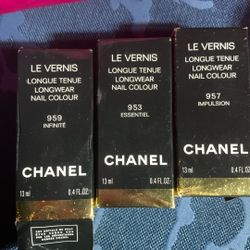 LE VERNIS
LONGUE TENUE
LONGWEAR
NAIL COLOUR
959
INFINITÉ
CHANEL
13 ml 0.4 FL.OZ.
LE VERNIS
LONGUE TENUE
LONGWEAR
NAIL COLOUR
953
ESSENTIEL
CHANEL
13 ml 0.4 FL.OZ.
LE VERNIS
LONGUE TENUE
LONGWEAR
NAIL COLOUR
957
IMPULSION
CHANEL
13 ml 0.4 FL.OZ.